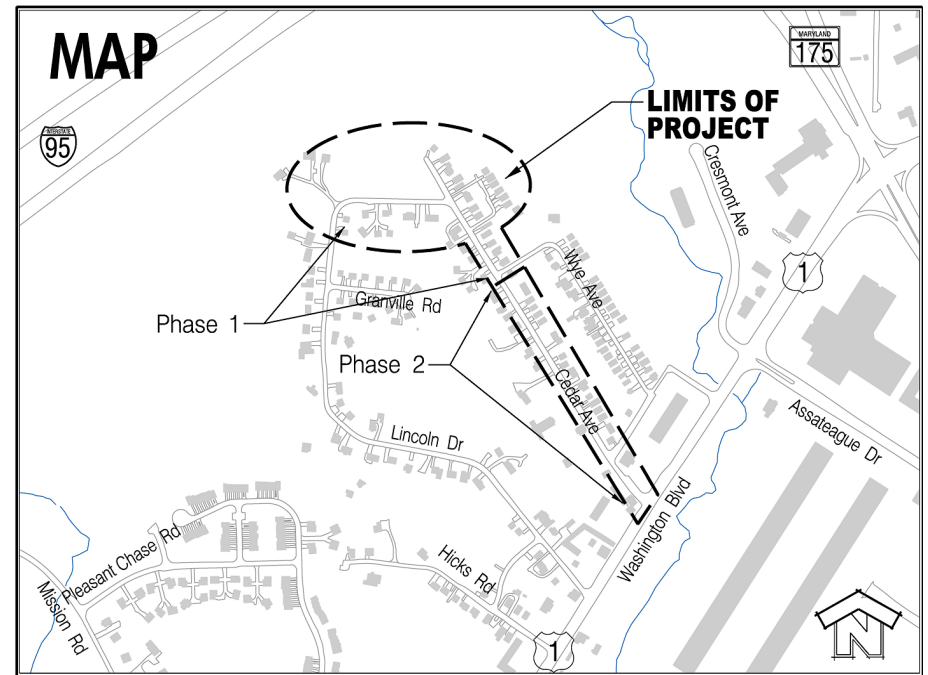 MAP
MARYLAND
175
INTERSTATE
95
LIMITS OF
PROJECT
Cresmont Ave
1
Wye Ave
Granville Rd
Phase 1
Phase 2
Cedar Ave
Assateague Dr
Lincoln Dr
Washington Blvd
Pleasant Chase Rd
Hicks Rd
Mission Rd
1
N